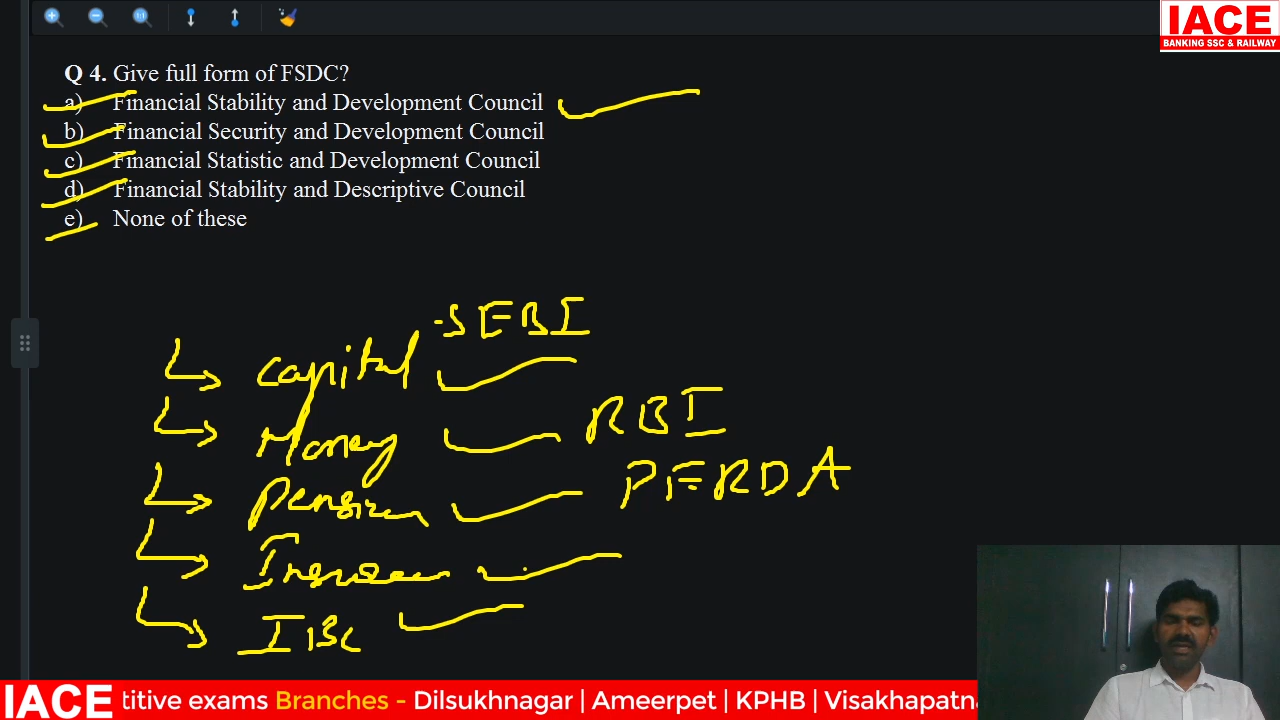 IACE
BANKING SSC & RAILWAY
Q 4. Give full form of FSDC?
a) Financial Stability and Development Council
b) Financial Security and Development Council
c) Financial Statistic and Development Council
d) Financial Stability and Descriptive Council
e) None of these
SEBI
Capital
Money RBI
Pension PFRDA
IBC
IACE titive exams Branches - Dilsukhnagar | Ameerpet | KPHB | Visakhapatna